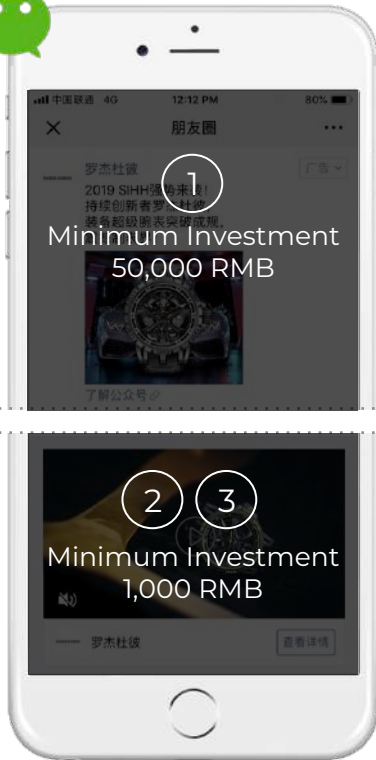 中国联通 4G 12:12 PM 80%
朋友圈
罗杰杜彼 广告
2019 SIHH强势来袭!
持续创新者罗杰杜彼
装备超级腕表突破成规,
1
Minimum Investment
50,000 RMB
了解公众号
2 3
Minimum Investment
1,000 RMB
罗杰杜彼 查看详情